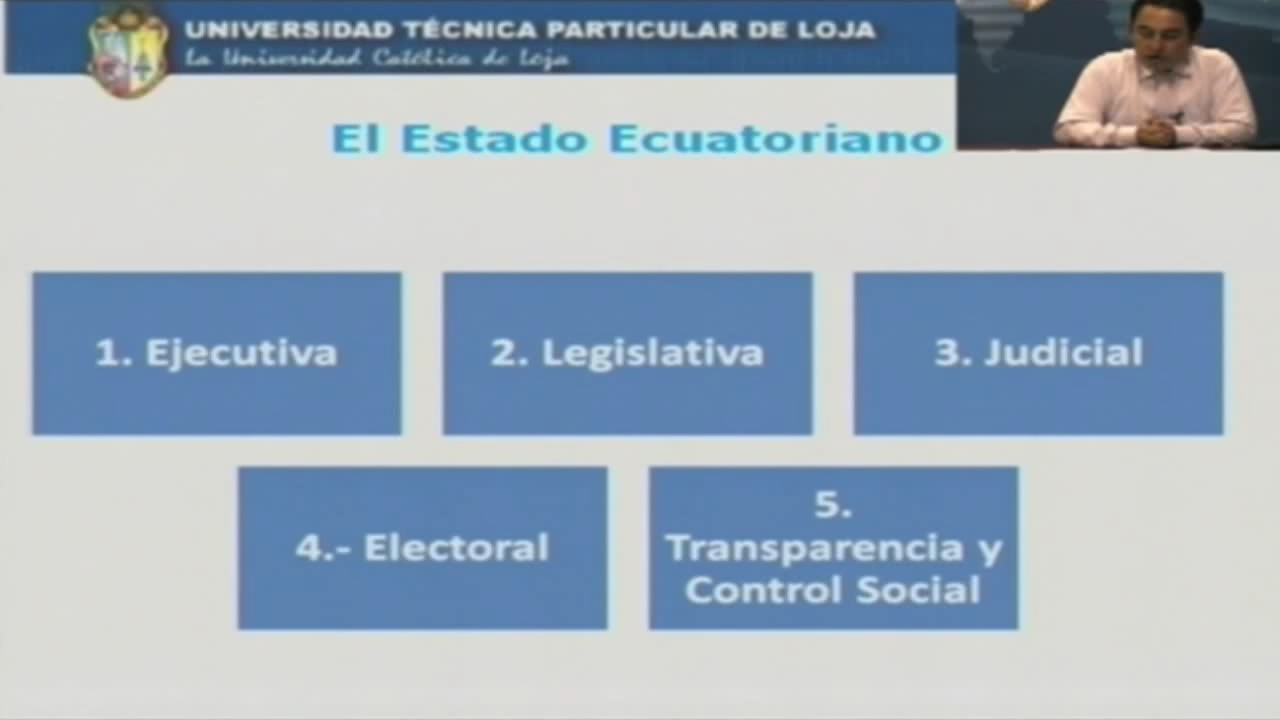 UNIVERSIDAD TÉCNICA PARTICULAR DE LOJA
La Universidad Católica de Loja
El Estado Ecuatoriano
1. Ejecutiva
2. Legislativa
3. Judicial
4.- Electoral
5.
Transparencia y
Control Social